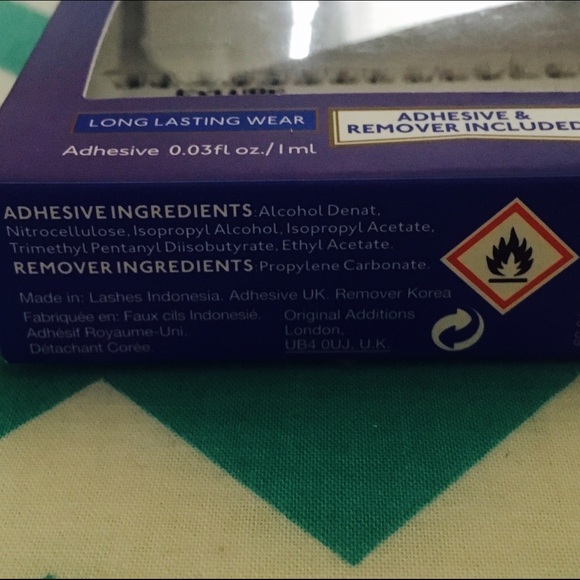 LONG LASTING WEAR
ADHESIVE &
REMOVER INCLUDED
Adhesive 0.03fl oz./1ml
ADHESIVE INGREDIENTS: Alcohol Denat,
Nitrocellulose, Isopropyl Alcohol, Isopropyl Acetate,
Trimethyl Pentanyl Diisobutyrate, Ethyl Acetate.
REMOVER INGREDIENTS: Propylene Carbonate.
Made in: Lashes Indonesia. Adhesive UK. Remover Korea
Fabriquée en: Faux cils Indonesié.
Adhésif Royaume-Uni.
Détachant Corée.
Original Additions
London,
UB4 0UJ, U.K.